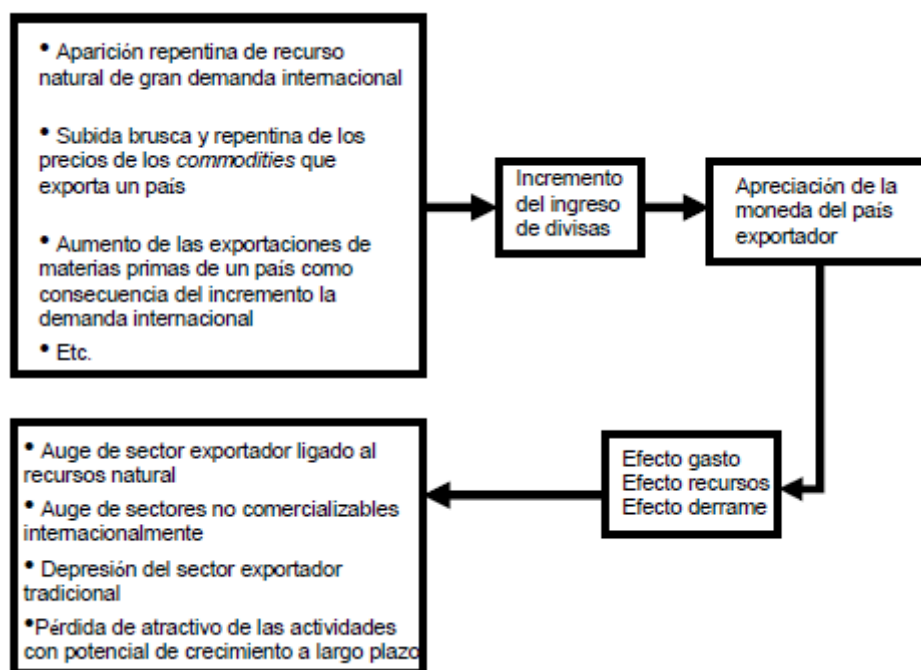 • Aparición repentina de recurso
natural de gran demanda internacional
• Subida brusca y repentina de los
precios de los commodities que
exporta un país
• Aumento de las exportaciones de
materias primas de un país como
consecuencia del incremento la
demanda internacional
• Etc.
Incremento
del ingreso
de divisas
Apreciación de la
moneda del país
exportador
Efecto gasto
Efecto recursos
Efecto derrame
• Auge de sector exportador ligado al
recursos natural
• Auge de sectores no comercializables
internacionalmente
• Depresión del sector exportador
tradicional
•Pérdida de atractivo de las actividades
con potencial de crecimiento a largo plazo